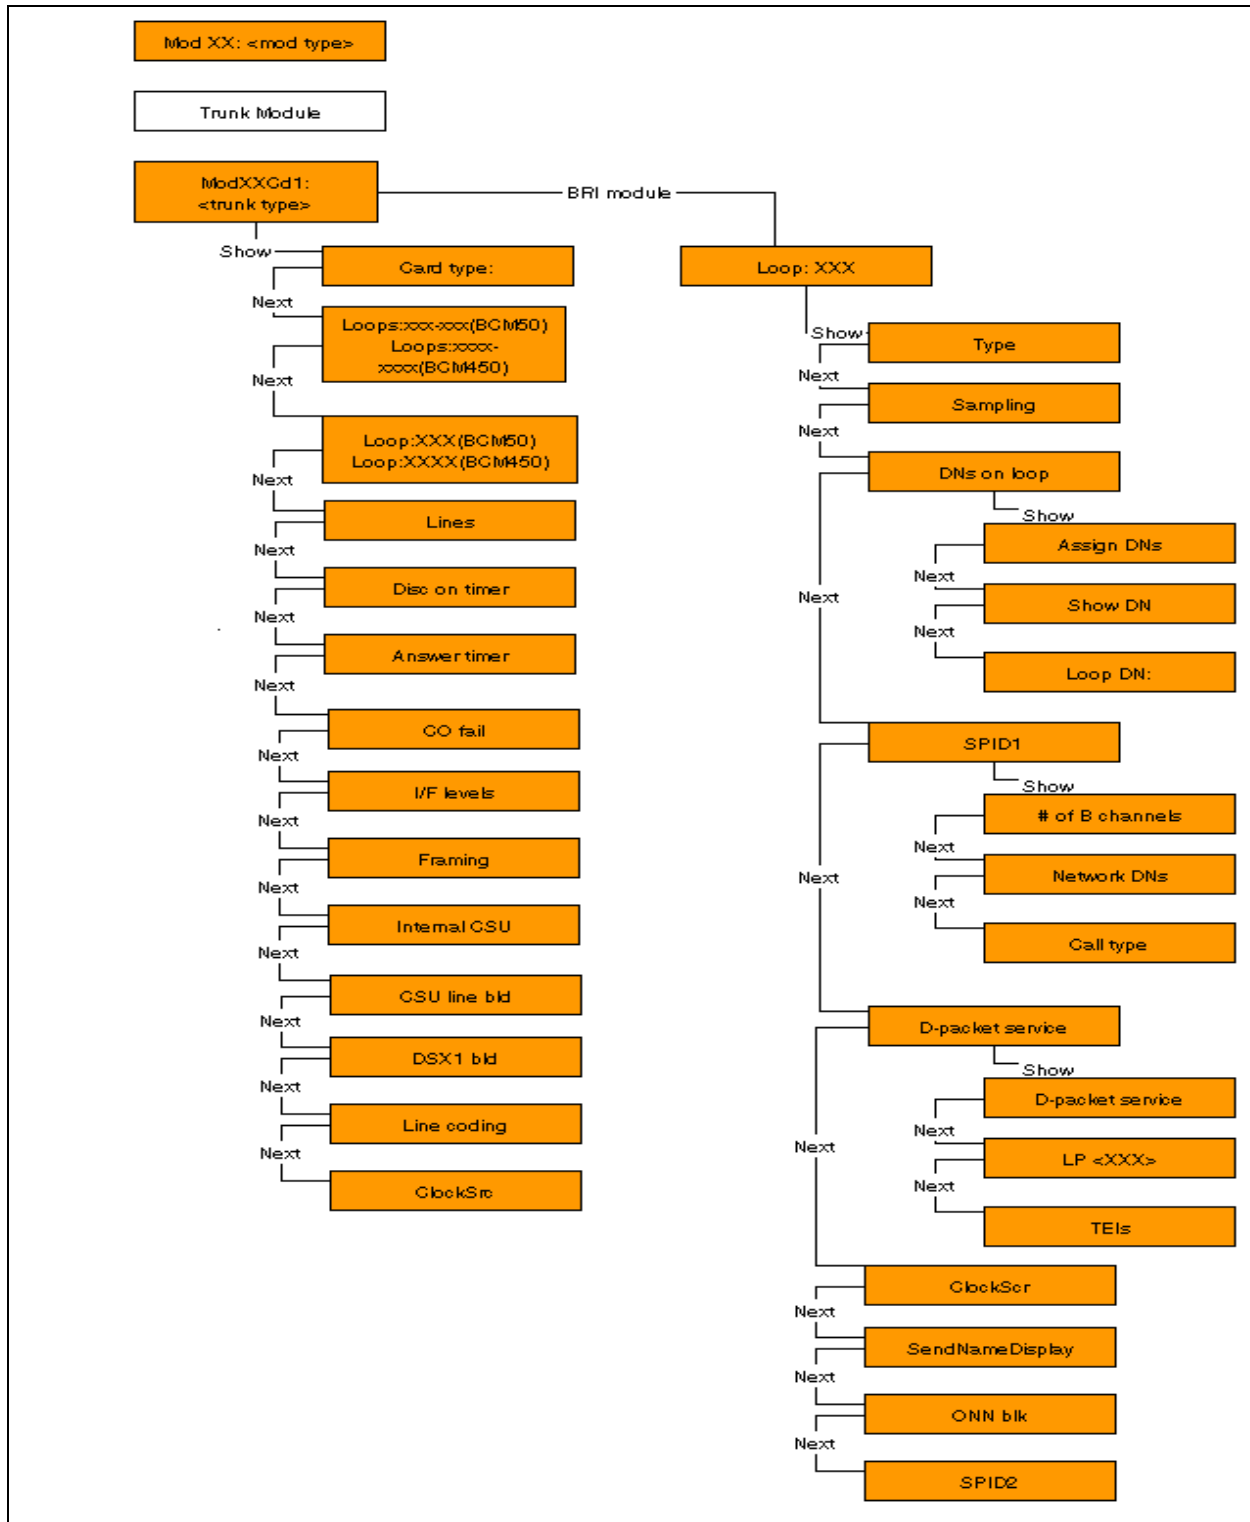 Mod XX: <mod type>
Trunk Module
ModXXCd1:
<trunk type>
BRI module
Show
Card type:
Next
Loops:xxx-xxx(BCM50)
Loops:xxxx-
xxxx(BCM450)
Next
Loop:XXX(BCM50)
Loop:XXXX(BCM450)
Next
Lines
Next
Disc on timer
Next
Answer timer
Next
CO fail
Next
I/F levels
Next
Framing
Next
Internal CSU
Next
CSU line bld
Next
DSX1 bld
Next
Line coding
Next
ClockSrc
Loop: XXX
Show
Type
Next
Sampling
Next
DNs on loop
Show
Assign DNs
Next
Show DN
Next
Loop DN:
Next
SPID1
Show
# of B channels
Next
Network DNs
Next
Call type
Next
D-packet service
Show
D-packet service
Next
LP <XXX>
Next
TEIs
Next
ClockScr
Next
SendNameDisplay
Next
ONN blk
Next
SPID2